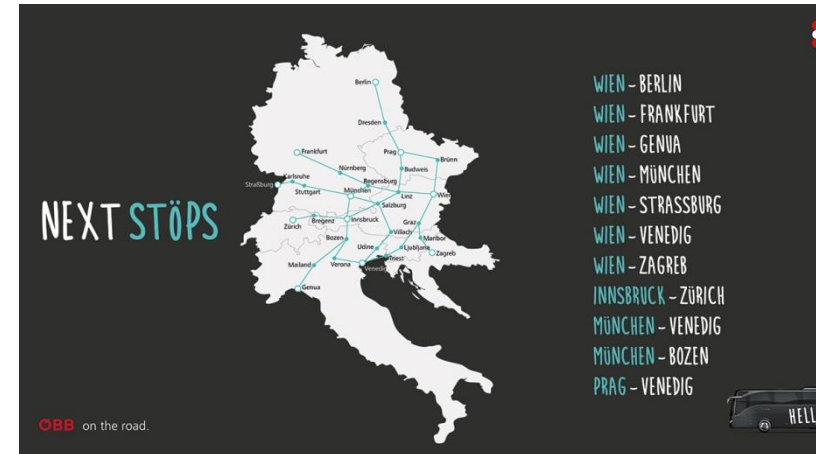 NEXT STÖPS
Berlin
Dresden
Frankfurt
Prag
Brünn
Nürnberg
Budweis
Karlsruhe
Regensburg
Straßburg
Stuttgart
München
Linz
Wien
Salzburg
Bregenz
Innsbruck
Graz
Zürich
Villach
Maribor
Bozen
Udine
Ljubljana
Zagreb
Mailand
Verona
Venedig
Triest
Genua
WIEN – BERLIN
WIEN – FRANKFURT
WIEN – GENUA
WIEN – MÜNCHEN
WIEN – STRASSBURG
WIEN – VENEDIG
WIEN – ZAGREB
INNSBRUCK – ZÜRICH
MÜNCHEN – VENEDIG
MÜNCHEN – BOZEN
PRAG – VENEDIG
HELL
ÖBB on the road.